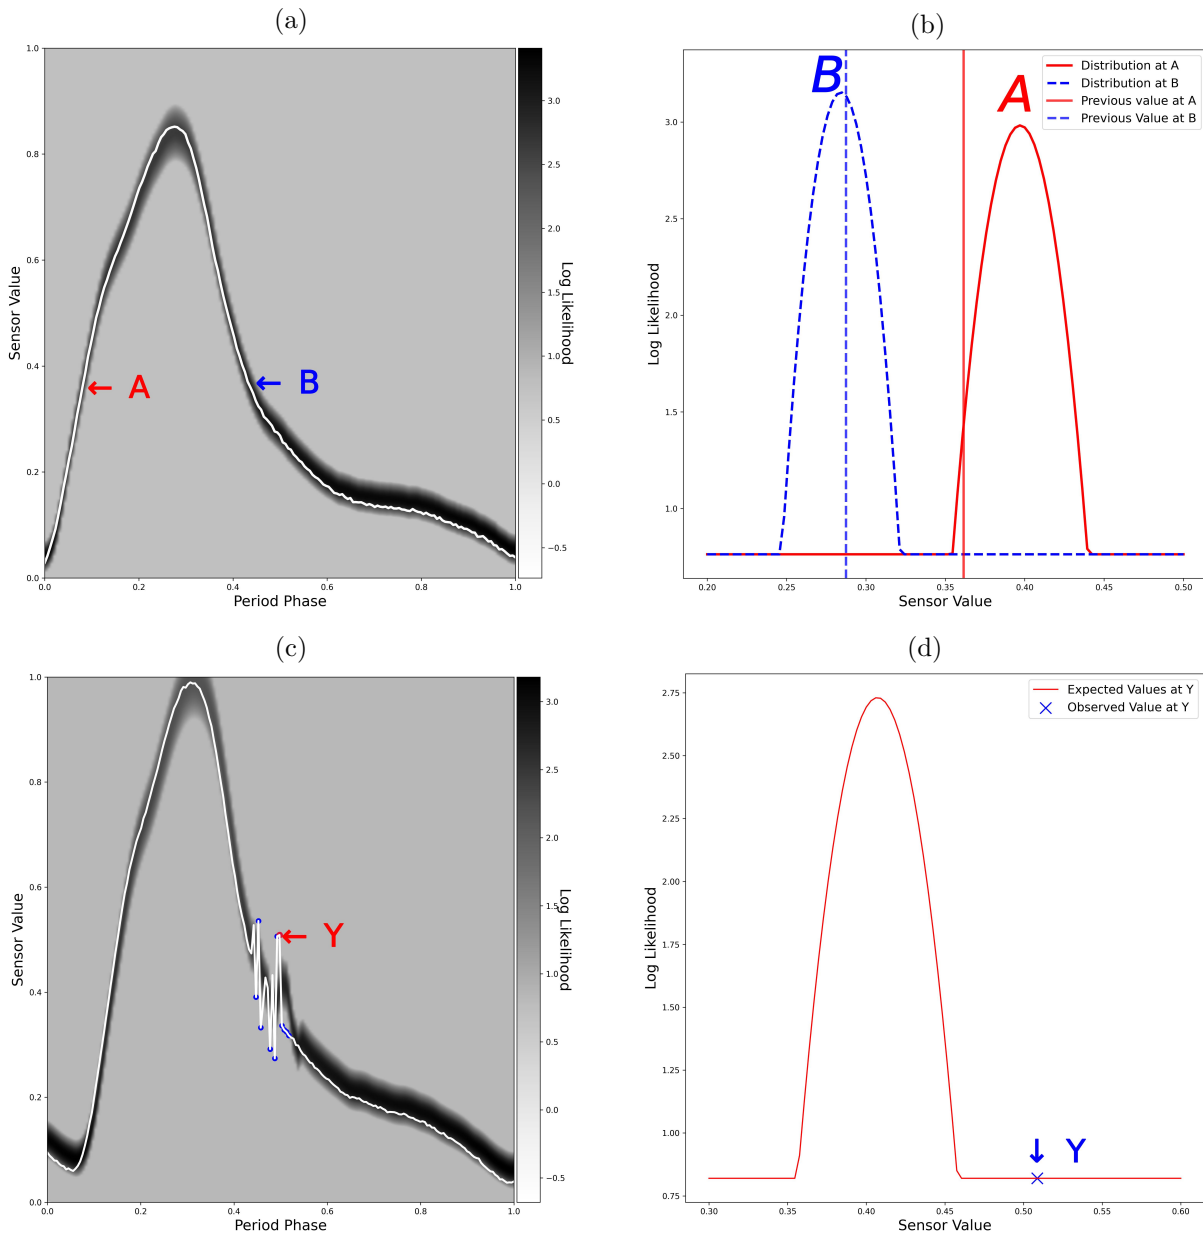 (a)
1.0
0.8
0.6
0.4
0.2
0.0
Sensor Value
← A
← B
0.0 0.2 0.4 0.6 0.8 1.0
Period Phase
3.0
2.5
2.0
1.5
1.0
0.5
0.0
−0.5
Log Likelihood
(b)
3.0
2.5
2.0
1.5
1.0
Log Likelihood
B
A
Distribution at A
Distribution at B
Previous value at A
Previous Value at B
0.20 0.25 0.30 0.35 0.40 0.45 0.50
Sensor Value
(c)
1.0
0.8
0.6
0.4
0.2
0.0
Sensor Value
← Y
0.0 0.2 0.4 0.6 0.8 1.0
Period Phase
3.0
2.5
2.0
1.5
1.0
0.5
0.0
−0.5
Log Likelihood
(d)
2.75
2.50
2.25
2.00
1.75
1.50
1.25
1.00
0.75
Log Likelihood
Expected Values at Y
Observed Value at Y
↓ Y
0.30 0.35 0.40 0.45 0.50 0.55 0.60
Sensor Value